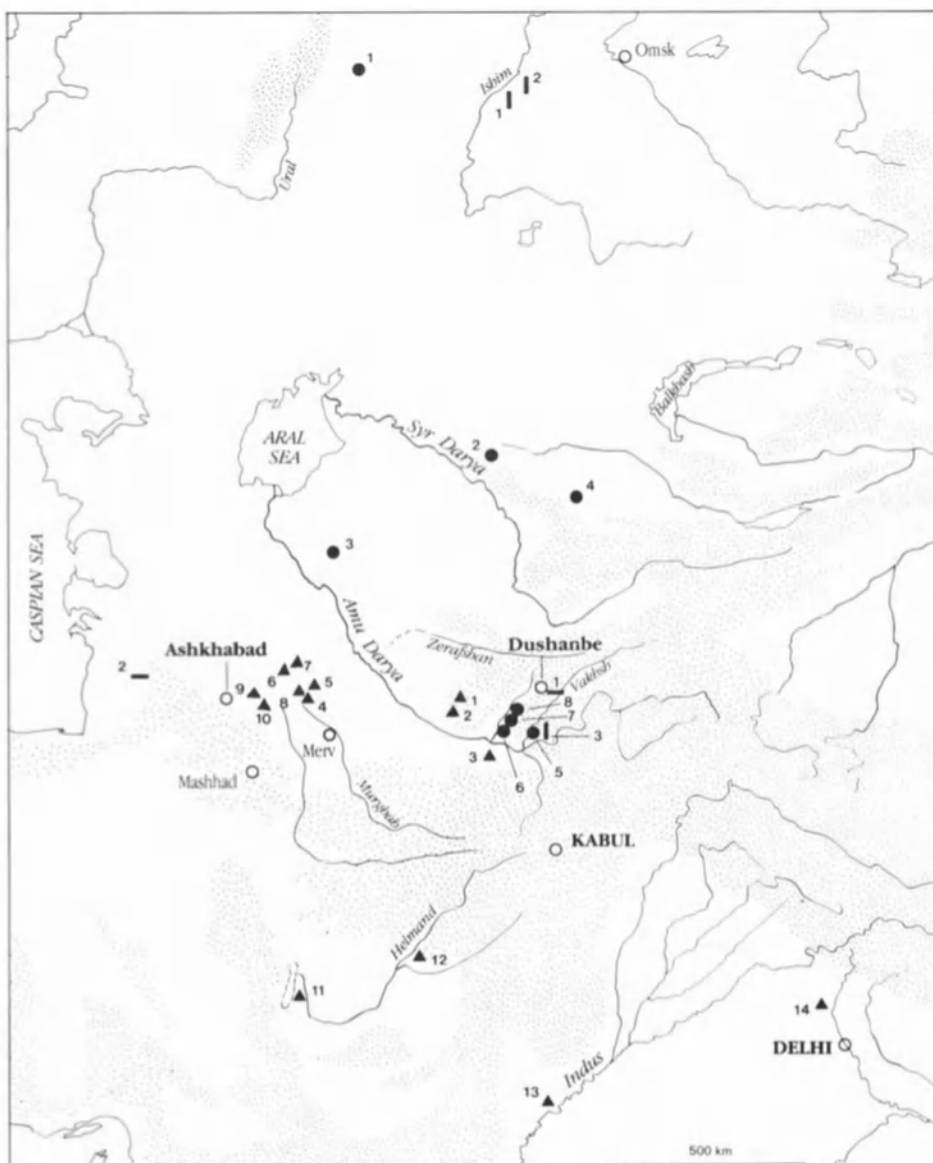 1
Omsk
Ishim
2
1
Ural
Balkhash
ARAL
SEA
Syr Darya
2
4
3
CASPIAN SEA
Amu Darya
Zerafshan
Dushanbe
Ashkhabad
2
1
Vakhsh
7
6
5
9
8
4
10
1
2
8
7
3
3
5
6
Merv
Mashhad
Murghab
KABUL
Helmand
12
11
14
DELHI
Indus
13
500 km